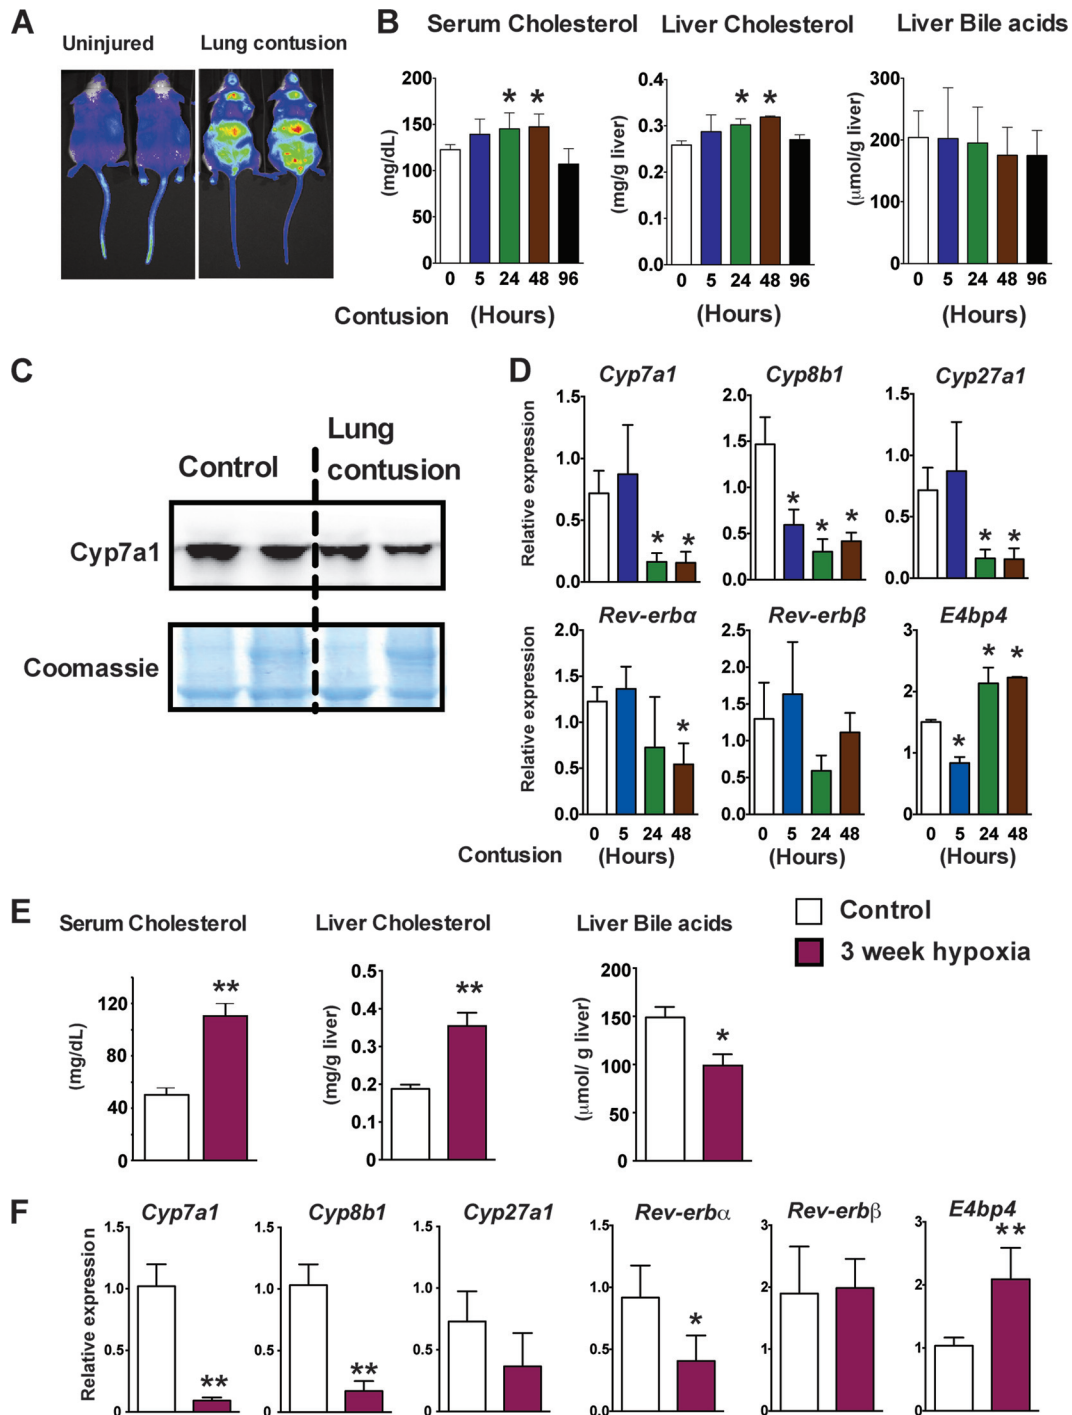 A
Uninjured Lung contusion
B
Serum Cholesterol Liver Cholesterol Liver Bile acids
200
150
100
50
0
(mg/dL)
0 5 24 48 96
* *
0.4
0.3
0.2
0.1
0.0
(mg/g liver)
0 5 24 48 96
* *
300
200
100
0
(μmol/g liver)
0 5 24 48 96
Contusion (Hours) (Hours) (Hours)
C
Control
Lung
contusion
Cyp7a1
Coomassie
D
Cyp7a1 Cyp8b1 Cyp27a1
Relative expression
1.5
1.0
0.5
0.0
* *
2.0
1.5
1.0
0.5
0.0
* * *
1.5
1.0
0.5
0.0
* *
Rev-erbα Rev-erbβ E4bp4
Relative expression
2.0
1.5
1.0
0.5
0.0
*
0 5 24 48
2.5
2.0
1.5
1.0
0.5
0.0
0 5 24 48
3
2
1
0
* * *
0 5 24 48
Contusion (Hours) (Hours) (Hours)
E
Serum Cholesterol Liver Cholesterol Liver Bile acids
Control
3 week hypoxia
(mg/dL)
120
80
40
0
**
(mg/g liver)
0.5
0.4
0.3
0.2
0.1
0
**
(μmol/ g liver)
200
150
100
50
0
*
F
Cyp7a1 Cyp8b1 Cyp27a1 Rev-erbα Rev-erbβ E4bp4
Relative expression
1.5
1.0
0.5
0
**
1.5
1.0
0.5
0
**
1.5
1.0
0.5
0
1.5
1.0
0.5
0
*
3
2
1
0
3
2
1
0
**